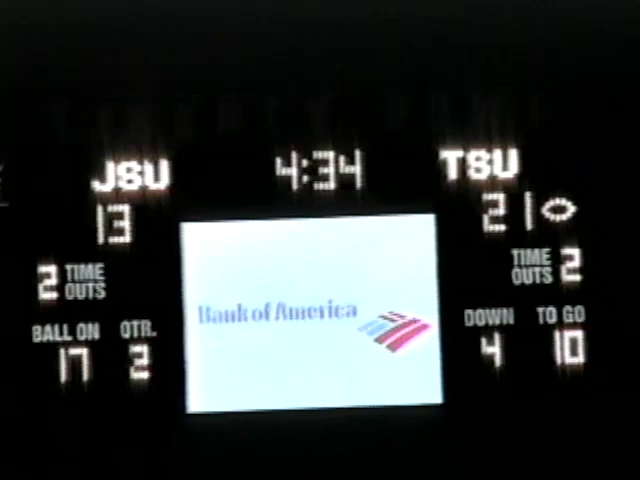 JSU 4:34 TSU
13 21
2 TIME OUTS TIME OUTS 2
Bank of America
BALL ON QTR. DOWN TO GO
17 2 4 10